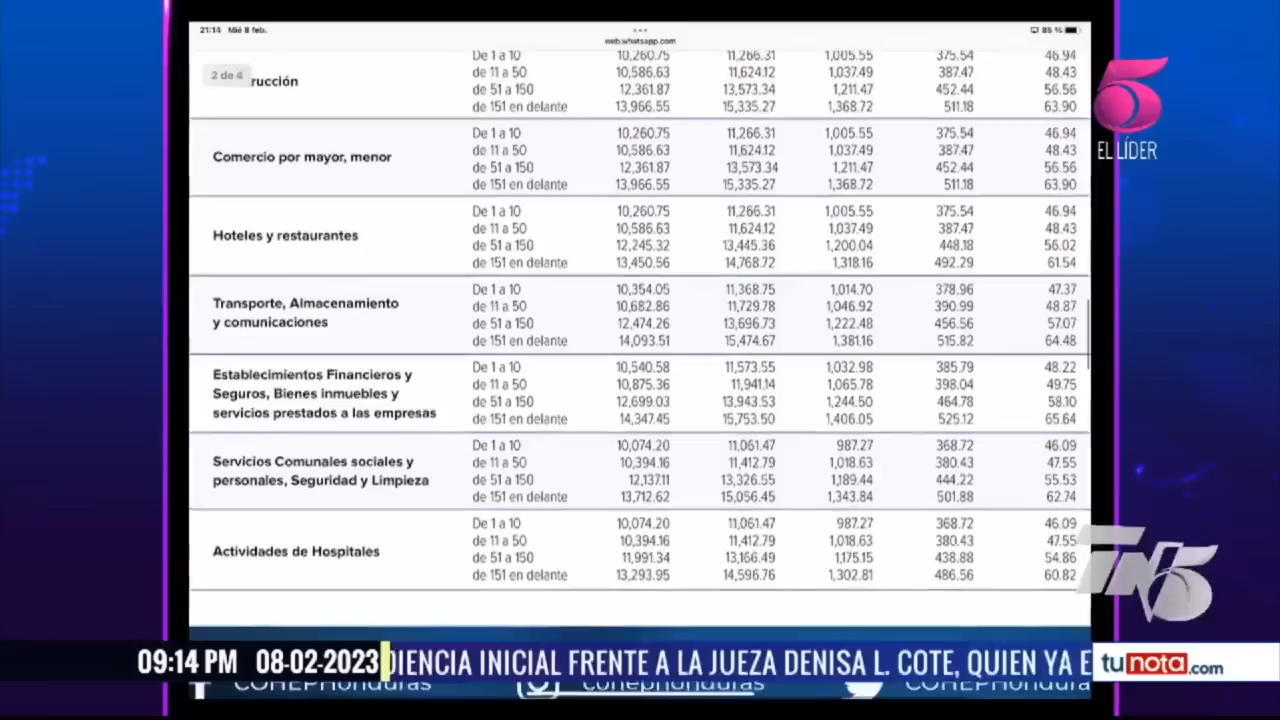 21:14 Mié 8 feb.
web.whatsapp.com
85 %
2 de 4
rucción
De 1 a 10 10,260.75 11,266.31 1,005.55 375.54 46.94
de 11 a 50 10,586.63 11,624.12 1,037.49 387.47 48.43
de 51 a 150 12,361.87 13,573.34 1,211.47 452.44 56.56
de 151 en delante 13,966.55 15,335.27 1,368.72 511.18 63.90
Comercio por mayor, menor
De 1 a 10 10,260.75 11,266.31 1,005.55 375.54 46.94
de 11 a 50 10,586.63 11,624.12 1,037.49 387.47 48.43
de 51 a 150 12,361.87 13,573.34 1,211.47 452.44 56.56
de 151 en delante 13,966.55 15,335.27 1,368.72 511.18 63.90
Hoteles y restaurantes
De 1 a 10 10,260.75 11,266.31 1,005.55 375.54 46.94
de 11 a 50 10,586.63 11,624.12 1,037.49 387.47 48.43
de 51 a 150 12,245.32 13,445.36 1,200.04 448.18 56.02
de 151 en delante 13,450.56 14,768.72 1,318.16 492.29 61.54
Transporte, Almacenamiento
y comunicaciones
De 1 a 10 10,354.05 11,368.75 1,014.70 378.96 47.37
de 11 a 50 10,682.86 11,729.78 1,046.92 390.99 48.87
de 51 a 150 12,474.26 13,696.73 1,222.48 456.56 57.07
de 151 en delante 14,093.51 15,474.67 1,381.16 515.82 64.48
Establecimientos Financieros y
Seguros, Bienes inmuebles y
servicios prestados a las empresas
De 1 a 10 10,540.58 11,573.55 1,032.98 385.79 48.22
de 11 a 50 10,875.36 11,941.14 1,065.78 398.04 49.75
de 51 a 150 12,699.03 13,943.53 1,244.50 464.78 58.10
de 151 en delante 14,347.45 15,753.50 1,406.05 525.12 65.64
Servicios Comunales sociales y
personales, Seguridad y Limpieza
De 1 a 10 10,074.20 11,061.47 987.27 368.72 46.09
de 11 a 50 10,394.16 11,412.79 1,018.63 380.43 47.55
de 51 a 150 12,137.11 13,326.55 1,189.44 444.22 55.53
de 151 en delante 13,712.62 15,056.45 1,343.84 501.88 62.74
Actividades de Hospitales
De 1 a 10 10,074.20 11,061.47 987.27 368.72 46.09
de 11 a 50 10,394.16 11,412.79 1,018.63 380.43 47.55
de 51 a 150 11,991.34 13,166.49 1,175.15 438.88 54.86
de 151 en delante 13,293.95 14,596.76 1,302.81 486.56 60.82
5
EL LÍDER
TN5
09:14 PM 08-02-2023 DIENCIA INICIAL FRENTE A LA JUEZA DENISA L. COTE, QUIEN YA E
tunota.com
COHEPHonduras cohephonduras COHEPHondura